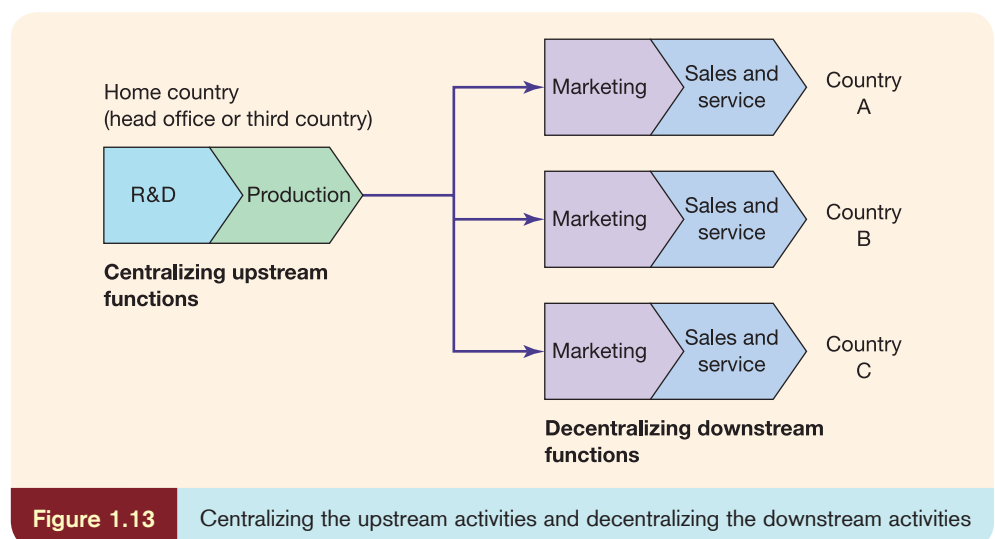 Home country
(head office or third country)
R&D
Production
Centralizing upstream
functions
Marketing
Sales and
service
Country
A
Marketing
Sales and
service
Country
B
Marketing
Sales and
service
Country
C
Decentralizing downstream
functions
Figure 1.13
Centralizing the upstream activities and decentralizing the downstream activities